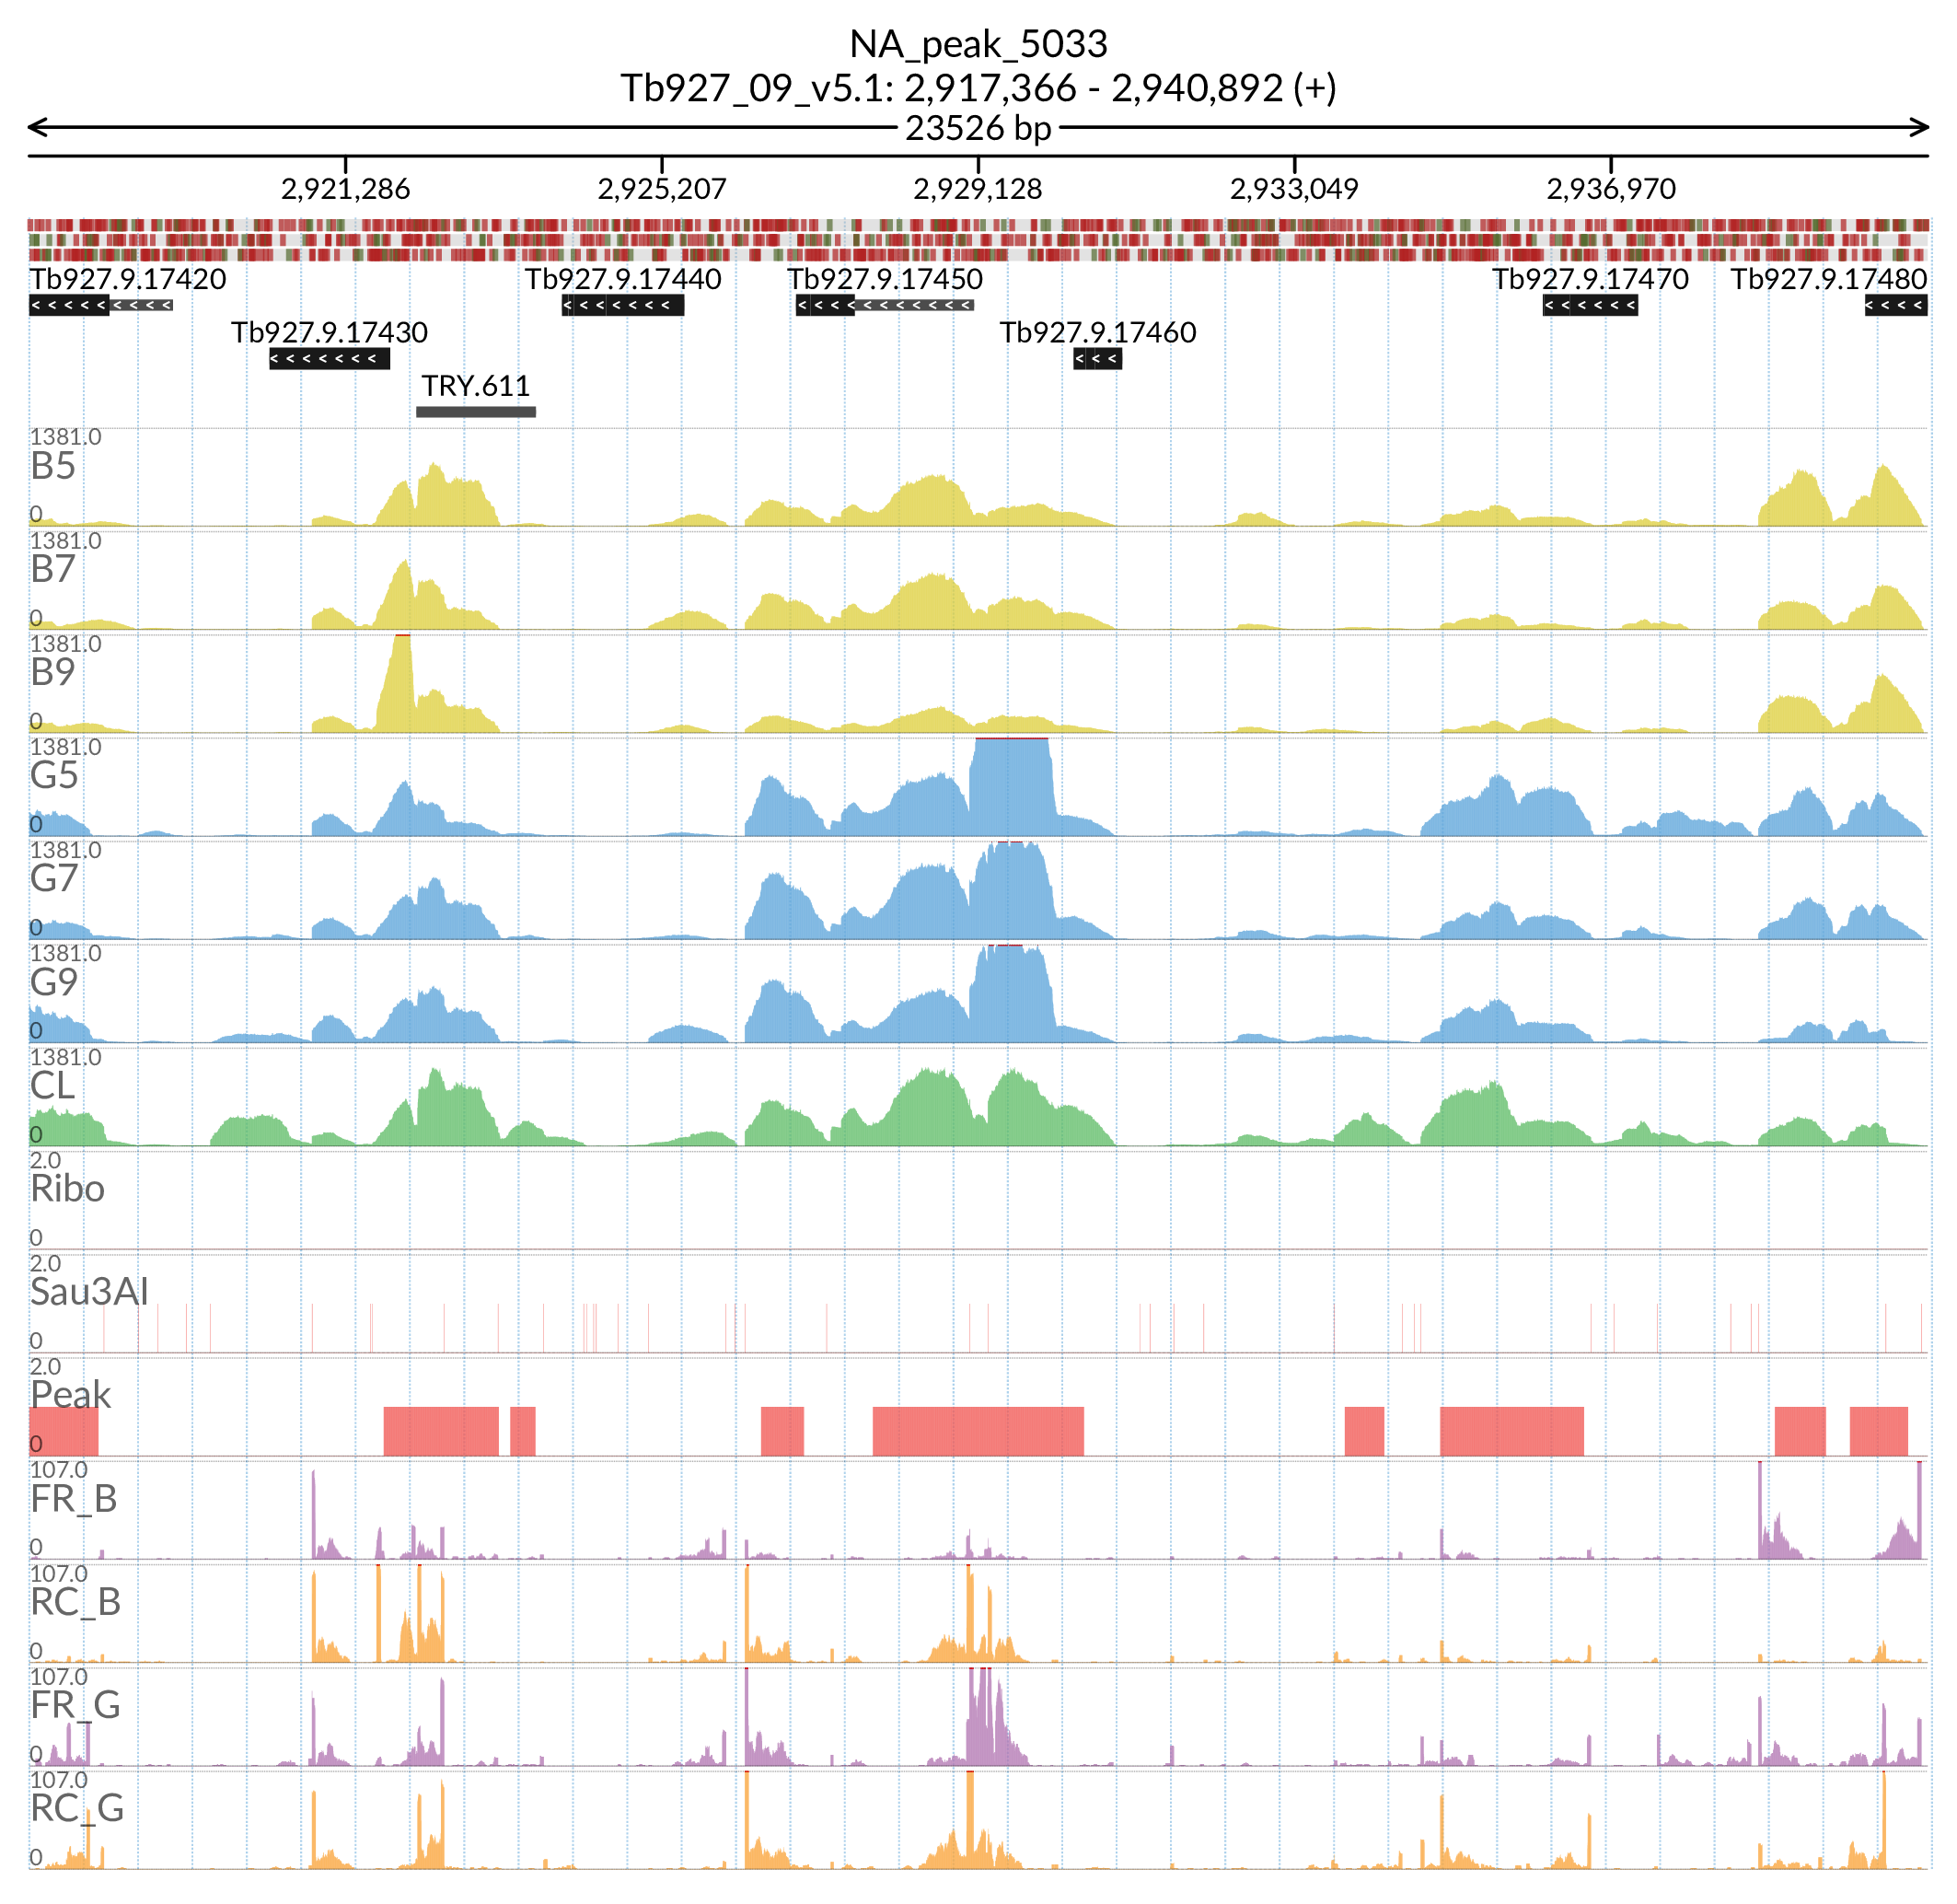 NA_peak_5033
Tb927_09_v5.1: 2,917,366 - 2,940,892 (+)
23526 bp
2,921,286 2,925,207 2,929,128 2,933,049 2,936,970
Tb927.9.17420 Tb927.9.17440 Tb927.9.17450 Tb927.9.17470 Tb927.9.17480
Tb927.9.17430 Tb927.9.17460
TRY.611
1381.0
B5
0
1381.0
B7
0
1381.0
B9
0
1381.0
G5
0
1381.0
G7
0
1381.0
G9
0
1381.0
CL
0
2.0
Ribo
0
2.0
Sau3AI
0
2.0
Peak
0
107.0
FR_B
0
107.0
RC_B
0
107.0
FR_G
0
107.0
RC_G
0